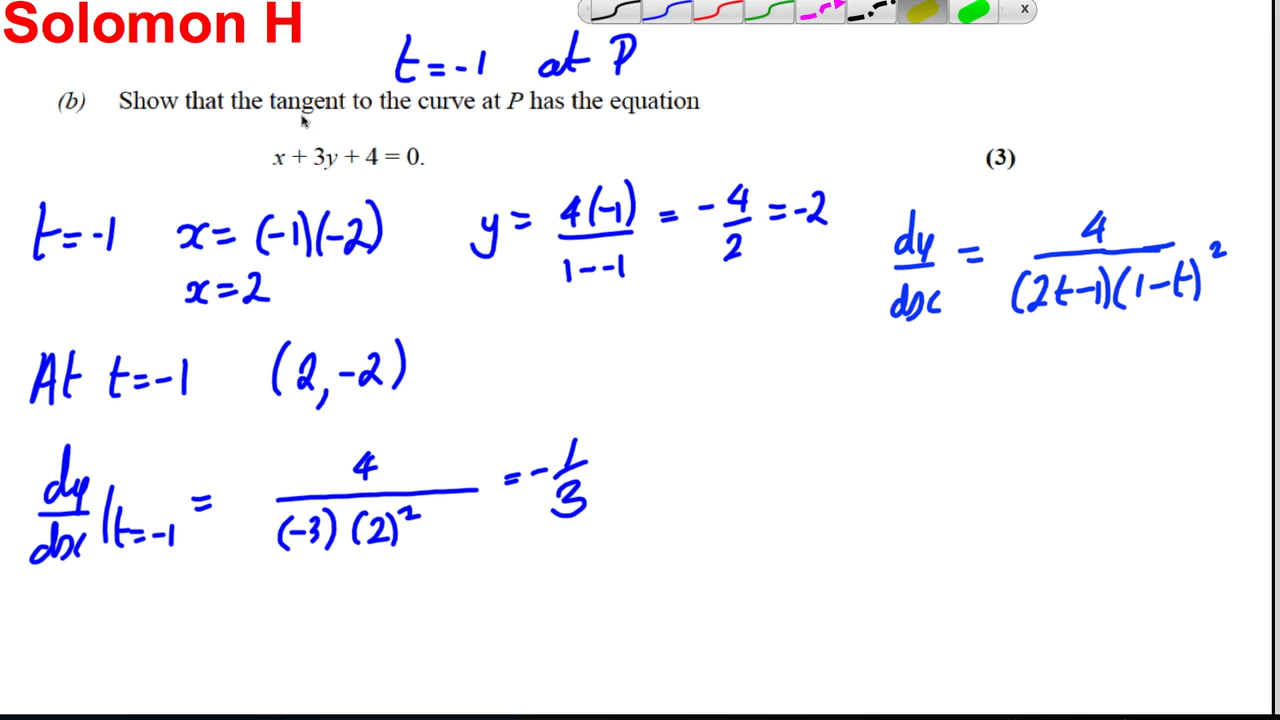 Solomon H
x
t = -1 at P
(b) Show that the tangent to the curve at P has the equation
x + 3y + 4 = 0.
(3)
t = -1 x = (-1)(-2) y = 4(-1)/1--1 = -4/2 = -2
x = 2
dy/dx = 4/(2t-1)(1-t)²
At t = -1 (2, -2)
dy/dx|t=-1 = 4/(-3)(2)² = -1/3